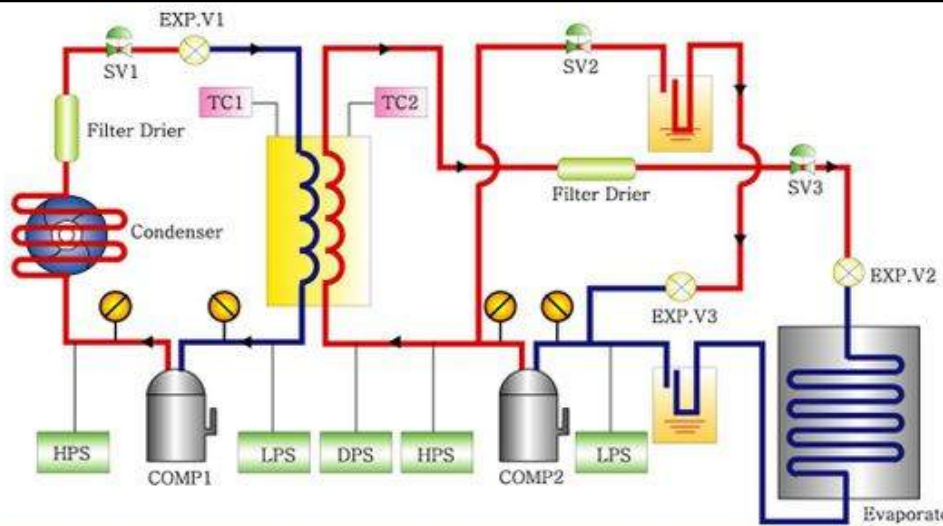 EXP.V1
SV1
SV2
TC1
TC2
Filter Drier
Filter Drier
SV3
Condenser
EXP.V2
EXP.V3
HPS
COMP1
LPS
DPS
HPS
COMP2
LPS
Evaporate